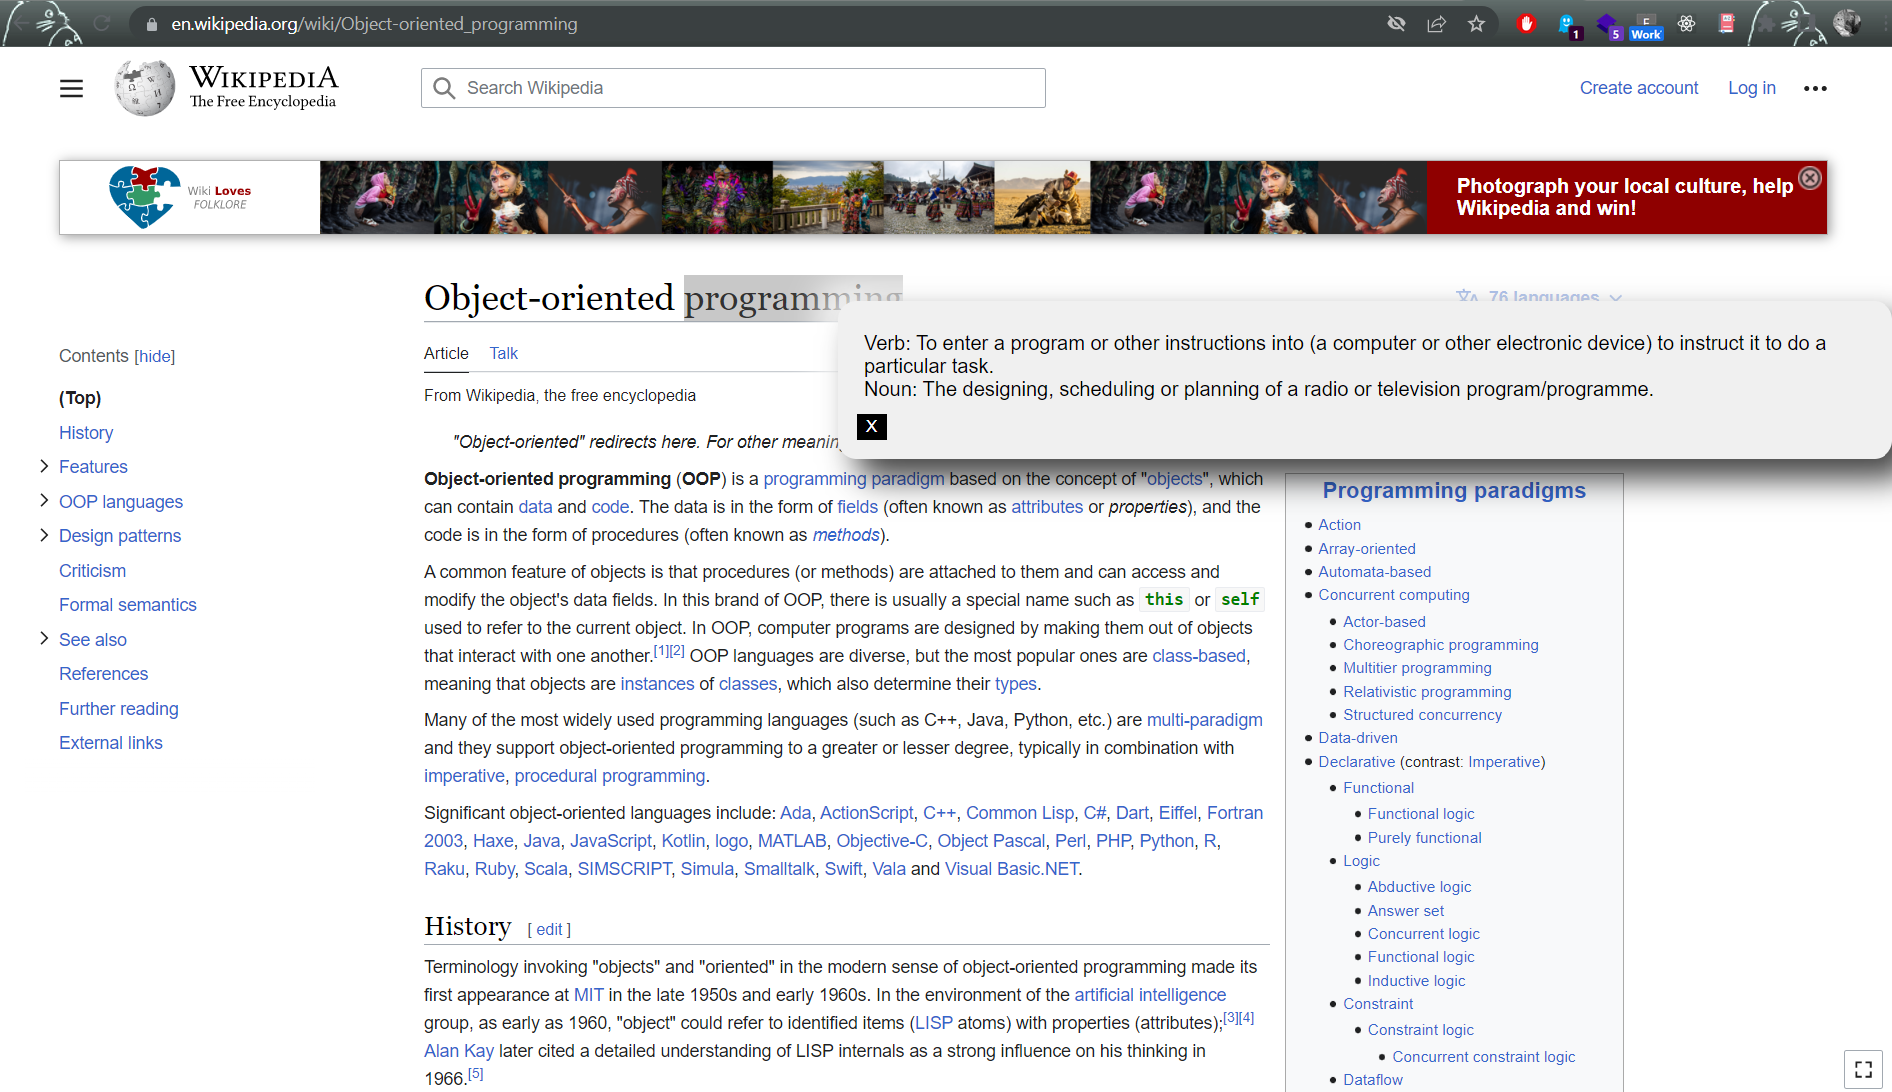 en.wikipedia.org/wiki/Object-oriented_programming
1
5
F
Work
WIKIPEDIA
The Free Encyclopedia
Search Wikipedia
Create account
Log in
Wiki Loves
FOLKLORE
Photograph your local culture, help
Wikipedia and win!
Object-oriented programming
76 languages
Verb: To enter a program or other instructions into (a computer or other electronic device) to instruct it to do a
particular task.
Noun: The designing, scheduling or planning of a radio or television program/programme.
X
Contents [hide]
(Top)
History
Features
OOP languages
Design patterns
Criticism
Formal semantics
See also
References
Further reading
External links
Article Talk
From Wikipedia, the free encyclopedia
"Object-oriented" redirects here. For other
Object-oriented programming (OOP) is a programming paradigm based on the concept of "objects", which
can contain data and code. The data is in the form of fields (often known as attributes or properties), and the
code is in the form of procedures (often known as methods).
A common feature of objects is that procedures (or methods) are attached to them and can access and
modify the object's data fields. In this brand of OOP, there is usually a special name such as this or self
used to refer to the current object. In OOP, computer programs are designed by making them out of objects
that interact with one another.[1][2] OOP languages are diverse, but the most popular ones are class-based,
meaning that objects are instances of classes, which also determine their types.
Many of the most widely used programming languages (such as C++, Java, Python, etc.) are multi-paradigm
and they support object-oriented programming to a greater or lesser degree, typically in combination with
imperative, procedural programming.
Significant object-oriented languages include: Ada, ActionScript, C++, Common Lisp, C#, Dart, Eiffel, Fortran
2003, Haxe, Java, JavaScript, Kotlin, logo, MATLAB, Objective-C, Object Pascal, Perl, PHP, Python, R,
Raku, Ruby, Scala, SIMSCRIPT, Simula, Smalltalk, Swift, Vala and Visual Basic.NET.
History [ edit ]
Terminology invoking "objects" and "oriented" in the modern sense of object-oriented programming made its
first appearance at MIT in the late 1950s and early 1960s. In the environment of the artificial intelligence
group, as early as 1960, "object" could refer to identified items (LISP atoms) with properties (attributes);[3][4]
Alan Kay later cited a detailed understanding of LISP internals as a strong influence on his thinking in
1966.[5]
Programming paradigms
Action
Array-oriented
Automata-based
Concurrent computing
Actor-based
Choreographic programming
Multitier programming
Relativistic programming
Structured concurrency
Data-driven
Declarative (contrast: Imperative)
Functional
Functional logic
Purely functional
Logic
Abductive logic
Answer set
Concurrent logic
Functional logic
Inductive logic
Constraint
Constraint logic
Concurrent constraint logic
Dataflow